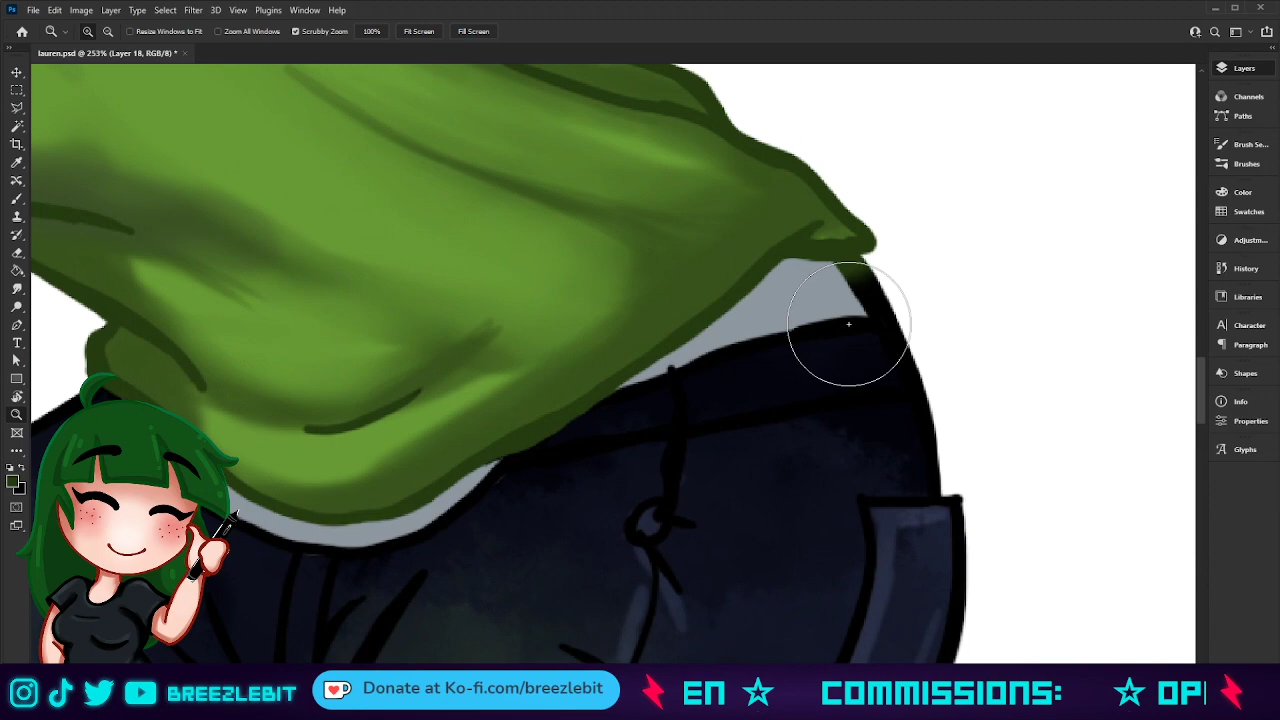 Ps File Edit Image Layer Type Select Filter 3D View Plugins Window Help
Resize Windows to Fit Zoom All Windows Scrubby Zoom 100% Fit Screen Fill Screen
lauren.psd @ 253% (Layer 18, RGB/8) * ×
Layers
Channels
Paths
Brush Se...
Brushes
Color
Swatches
Adjustm...
History
Libraries
Character
Paragraph
Shapes
Info
Properties
Glyphs
BREEZLEBIT Donate at Ko-fi.com/breezlebit EN COMMISSIONS: OP